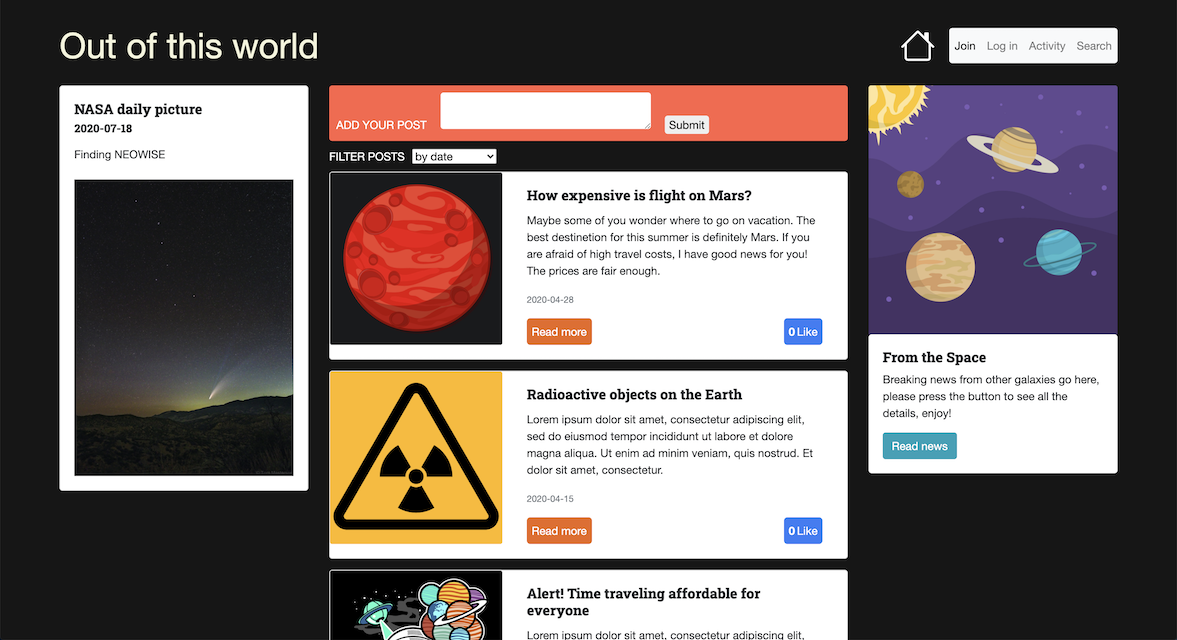 Out of this world
Join Log in Activity Search
NASA daily picture
2020-07-18
Finding NEOWISE
ADD YOUR POST
Submit
FILTER POSTS by date
How expensive is flight on Mars?
Maybe some of you wonder where to go on vacation. The
best destinetion for this summer is definitely Mars. If you
are afraid of high travel costs, I have good news for you!
The prices are fair enough.
2020-04-28
Read more
0 Like
Radioactive objects on the Earth
Lorem ipsum dolor sit amet, consectetur adipiscing elit,
sed do eiusmod tempor incididunt ut labore et dolore
magna aliqua. Ut enim ad minim veniam, quis nostrud. Et
dolor sit amet, consectetur.
2020-04-15
Read more
0 Like
Alert! Time traveling affordable for
everyone
Lorem ipsum dolor sit amet, consectetur adipiscing elit,
From the Space
Breaking news from other galaxies go here,
please press the button to see all the
details, enjoy!
Read news